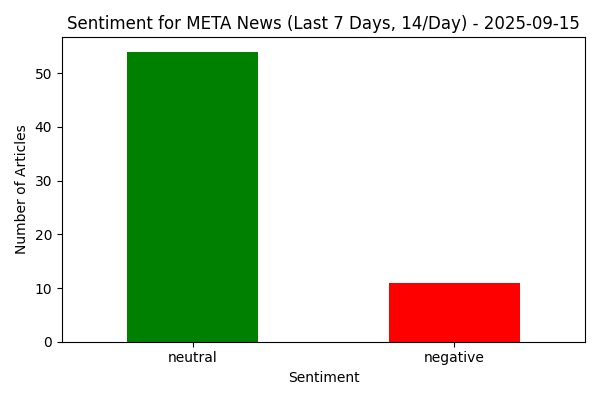 Sentiment for META News (Last 7 Days, 14/Day) - 2025-09-15
Number of Articles
50
40
30
20
10
0
neutral
negative
Sentiment